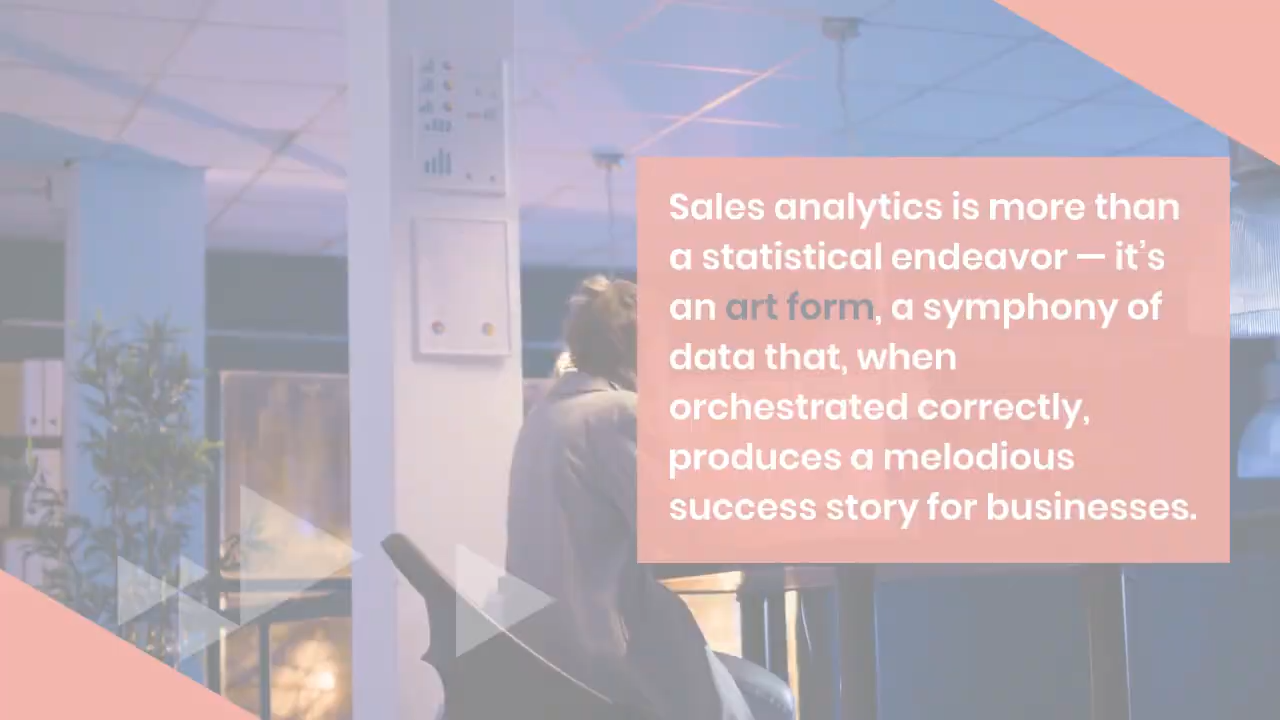 Sales analytics is more than
a statistical endeavor — it’s
an art form, a symphony of
data that, when
orchestrated correctly,
produces a melodious
success story for businesses.